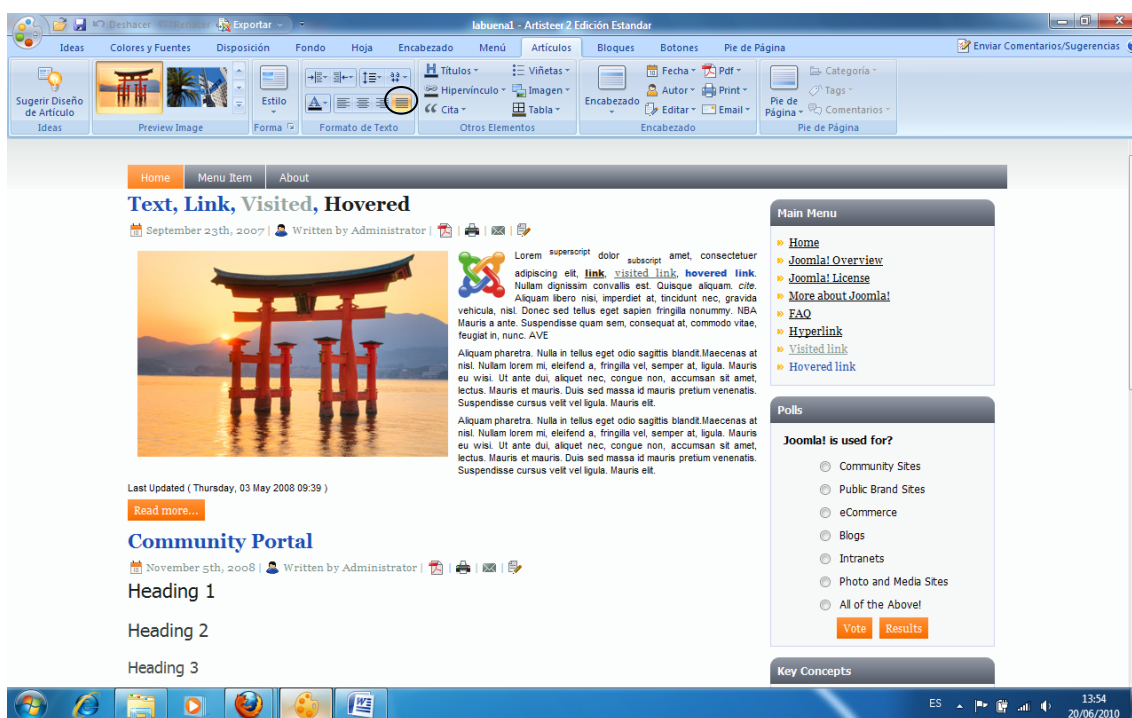 Deshacer Rehacer Exportar labuena1 - Artisteer 2 Edición Estandar
Ideas Colores y Fuentes Disposición Fondo Hoja Encabezado Menú Artículos Bloques Botones Pie de Página Enviar Comentarios/Sugerencias
Sugerir Diseño de Artículo
Ideas
Preview Image
Estilo
Forma
Formato de Texto
Títulos Viñetas
Hipervínculo Imagen
Cita Tabla
Otros Elementos
Encabezado
Fecha Pdf
Autor Print
Editar Email
Encabezado
Pie de Página
Categoria
Tags
Comentarios
Pie de Página
Home Menu Item About
Text, Link, Visited, Hovered
September 23th, 2007 | Written by Administrator | | | |
Lorem superscript dolor subscript amet, consectetuer
adipiscing elit, link, visited link, hovered link.
Nullam dignissim convallis est. Quisque aliquam. cite.
Aliquam libero nisi, imperdiet at, tincidunt nec, gravida
vehicula, nisl. Donec sed tellus eget sapien fringilla nonummy. NBA
Mauris a ante. Suspendisse quam sem, consequat at, commodo vitae,
feugiat in, nunc. AVE
Aliquam pharetra. Nulla in tellus eget odio sagittis blandit.Maecenas at
nisl. Nullam lorem mi, eleifend a, fringilla vel, semper at, ligula. Mauris
eu wisi. Ut ante dui, aliquet nec, congue non, accumsan sit amet,
lectus. Mauris et mauris. Duis sed massa id mauris pretium venenatis.
Suspendisse cursus velit vel ligula. Mauris elit.
Aliquam pharetra. Nulla in tellus eget odio sagittis blandit.Maecenas at
nisl. Nullam lorem mi, eleifend a, fringilla vel, semper at, ligula. Mauris
eu wisi. Ut ante dui, aliquet nec, congue non, accumsan sit amet,
lectus. Mauris et mauris. Duis sed massa id mauris pretium venenatis.
Suspendisse cursus velit vel ligula. Mauris elit.
Last Updated ( Thursday, 03 May 2008 09:39 )
Read more...
Community Portal
November 5th, 2008 | Written by Administrator | | | |
Heading 1
Heading 2
Heading 3
Main Menu
Home
Joomla! Overview
Joomla! License
More about Joomla!
FAQ
Hyperlink
Visited link
Hovered link
Polls
Joomla! is used for?
Community Sites
Public Brand Sites
eCommerce
Blogs
Intranets
Photo and Media Sites
All of the Above!
Vote Results
Key Concepts
ES 13:54
20/06/2010